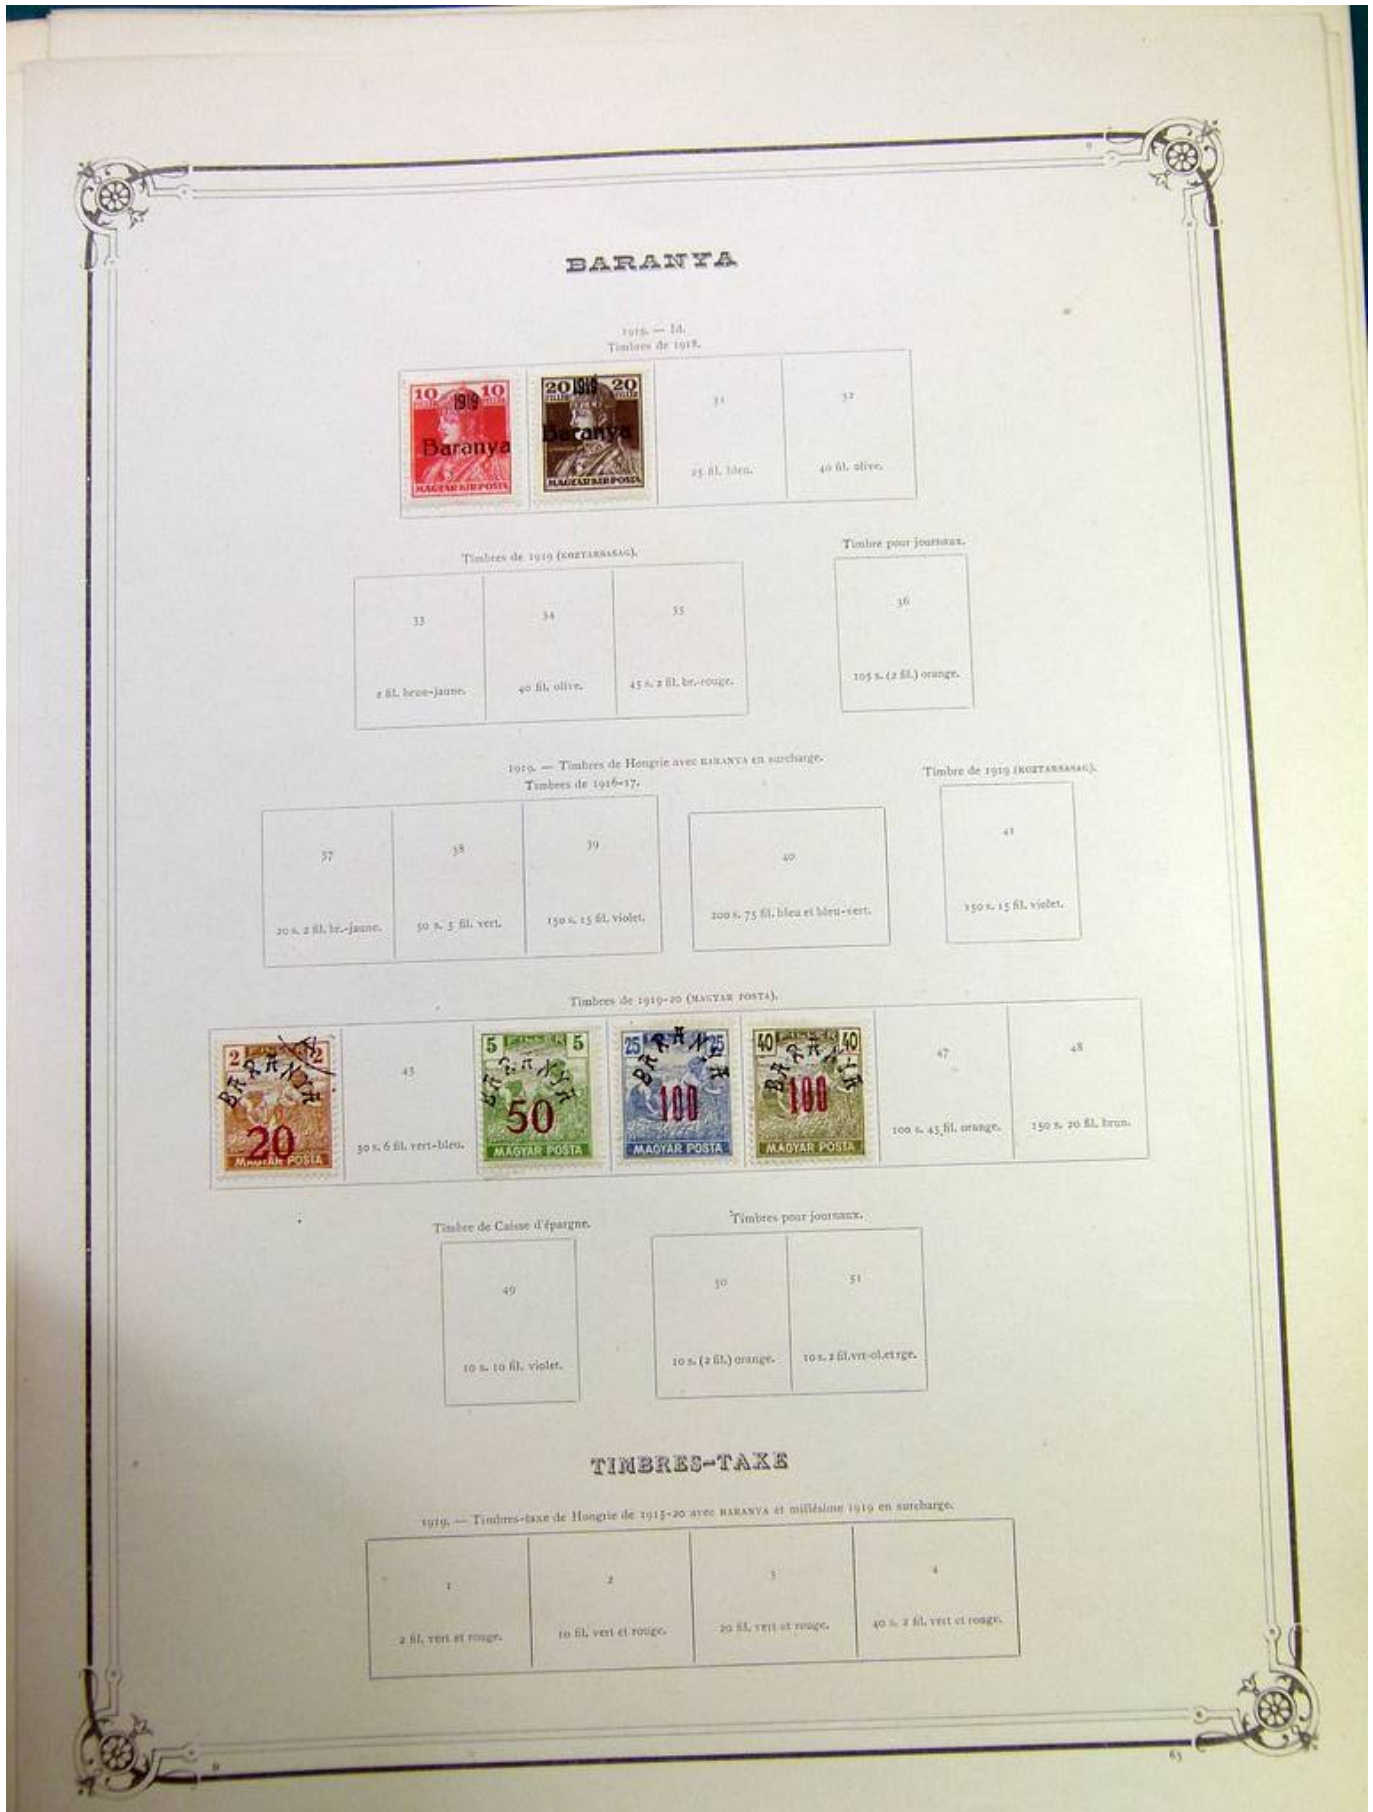 BARANYA
1919. — Id.
Timbres de 1918.
10 10
1919
Baranya
MAGYAR KIR POSTA
20 20
FILLER FILLER
1919
Baranya
MAGYAR KIR POSTA
31
25 fil. bleu.
32
40 fil. olive.
Timbres de 1919 (KOZTARSASAG).
33
2 fil. brun-jaune.
34
40 fil. olive.
35
45 s. 2 fil. br.-rouge.
Timbre pour journaux.
36
105 s. (2 fil.) orange.
1919. — Timbres de Hongrie avec BARANYA en surcharge.
Timbres de 1916-17.
37
20 s. 2 fil. br.-jaune.
38
50 s. 5 fil. vert.
39
150 s. 15 fil. violet.
40
200 s. 75 fil. bleu et bleu-vert.
Timbre de 1919 (KOZTARSASAG).
41
150 s. 15 fil. violet.
Timbres de 1919-20 (MAGYAR POSTA).
2 2
BARANYA
20
MAGYAR POSTA
43
30 s. 6 fil. vert-bleu.
5 FILLER 5
BARANYA
50
MAGYAR POSTA
25 25
BARANYA
100
MAGYAR POSTA
40 FILLER 40
BARANYA
100
MAGYAR POSTA
47
100 s. 45 fil. orange.
48
150 s. 20 fil. brun.
Timbre de Caisse d'épargne.
49
10 s. 10 fil. violet.
Timbres pour journaux.
50
10 s. (2 fil.) orange.
51
10 s. 2 fil. vrt-ol. et rge.
TIMBRES-TAXE
1919. — Timbres-taxe de Hongrie de 1915-20 avec BARANYA et millésime 1919 en surcharge.
1
2 fil. vert et rouge.
2
10 fil. vert et rouge.
3
20 fil. vert et rouge.
4
40 s. 2 fil. vert et rouge.
63